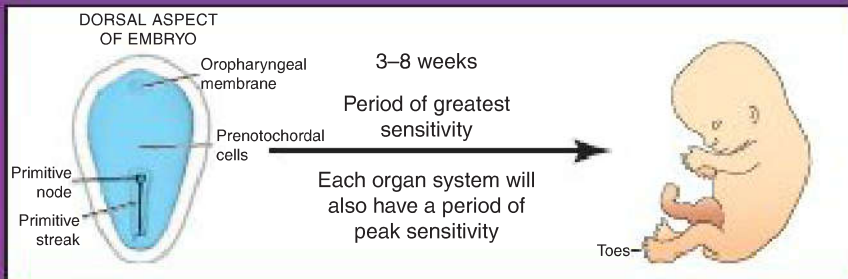 DORSAL ASPECT
OF EMBRYO
Oropharyngeal
membrane
Prenotochordal
cells
Primitive
node
Primitive
streak
3–8 weeks
Period of greatest
sensitivity
Each organ system will
also have a period of
peak sensitivity
Toes